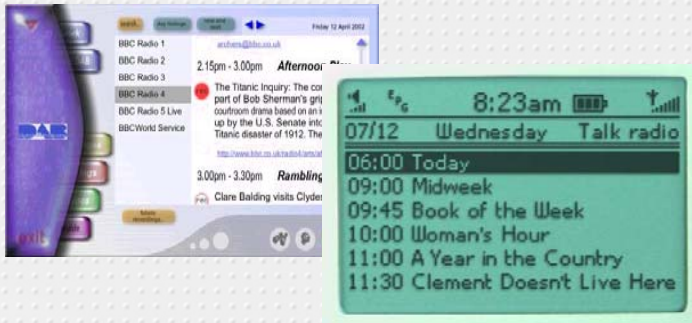 search..
Any listings
now and next
Friday 12 April 2002
BBC Radio 1
BBC Radio 2
BBC Radio 3
BBC Radio 4
BBC Radio 5 Live
BBCWorld Service
archers@bbc.co.uk
2.15pm - 3.00pm Afternoon
The Titanic Inquiry: The
part of Bob Sherman's
courtroom drama based on an
up by the U.S. Senate into
Titanic disaster of 1912. The
3.00pm - 3.30pm Rambling
Clare Balding visits
future recordings..
exit
EPG 8:23am
07/12 Wednesday Talk radio
06:00 Today
09:00 Midweek
09:45 Book of the Week
10:00 Woman's Hour
11:00 A Year in the Country
11:30 Clement Doesn't Live Here